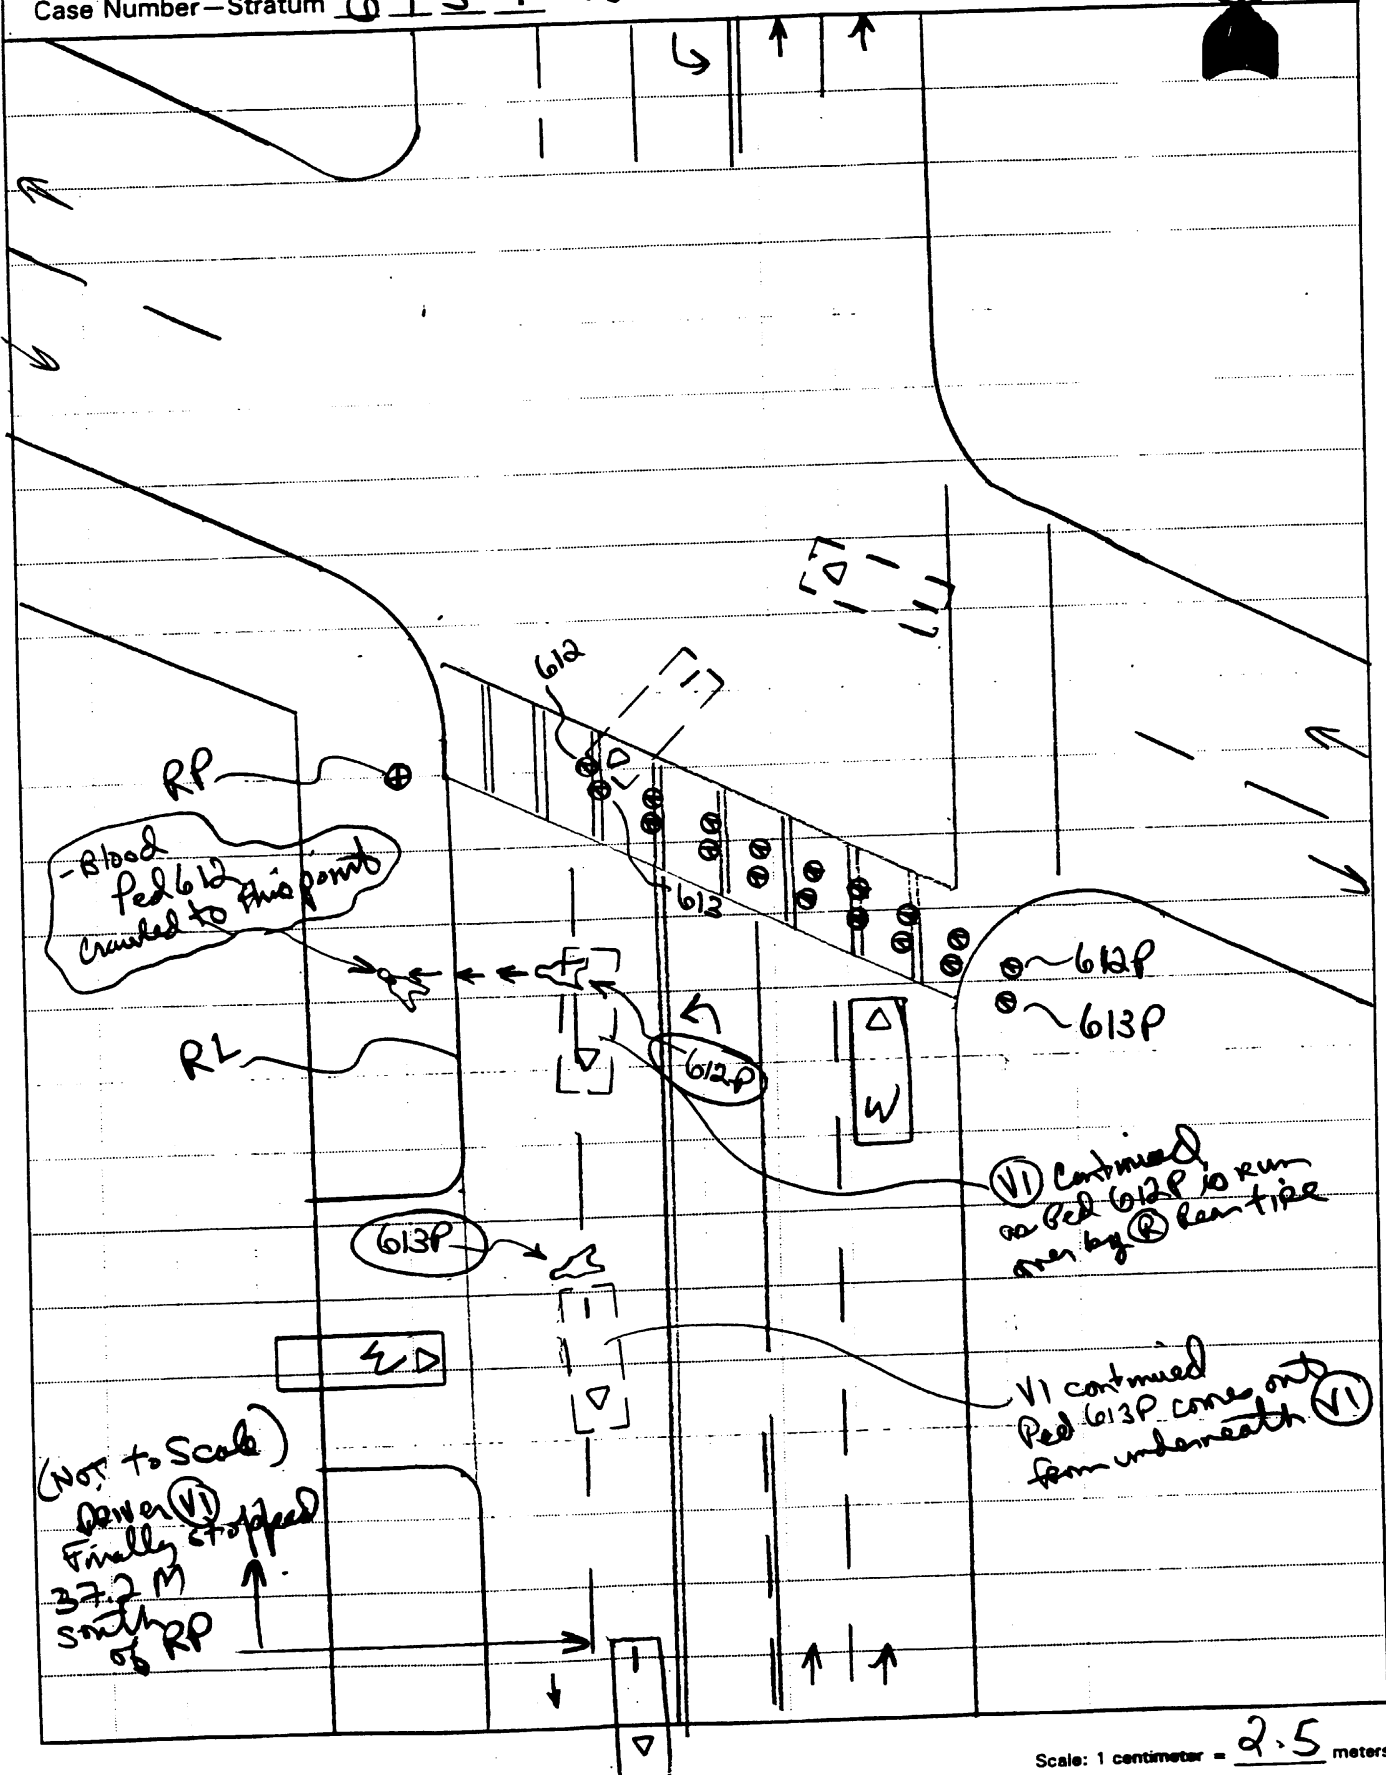 Case Number—Stratum
612
RP
-Blood
Ped 612
Crawled to this point
613
612P
613P
RL
612P
W
V1 Continued
as Ped 612P is run
over by R Rear tire
613P
W
V1 continued
Ped 613P comes out
from underneath V1
(Not to Scale)
Driver V1
Finally stopped
37.2 M
South
of RP
Scale: 1 centimeter = 2.5 meters